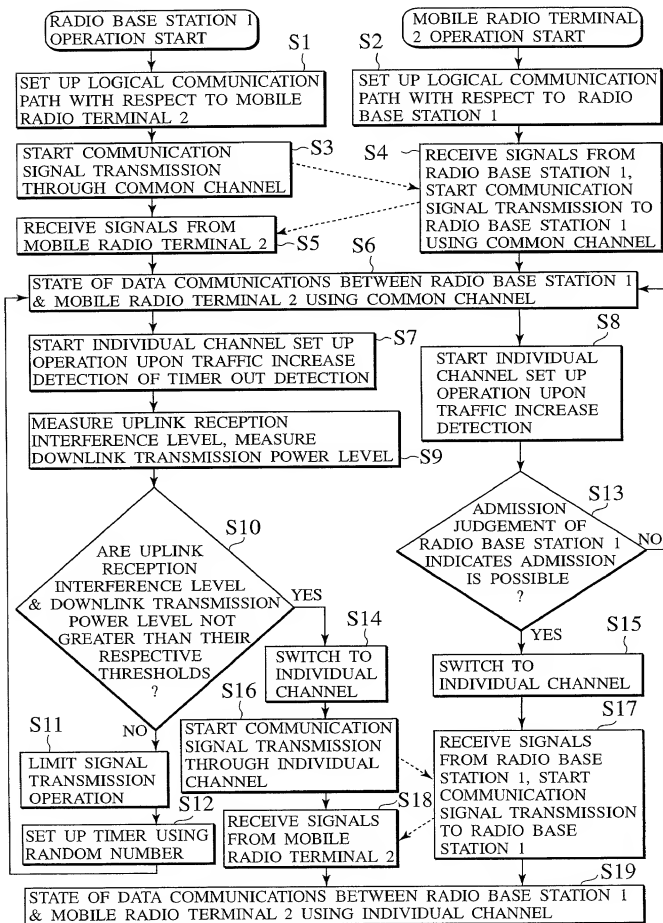 RADIO BASE STATION 1
OPERATION START
MOBILE RADIO TERMINAL
2 OPERATION START
S1
SET UP LOGICAL COMMUNICATION
PATH WITH RESPECT TO MOBILE
RADIO TERMINAL 2
S2
SET UP LOGICAL COMMUNICATION
PATH WITH RESPECT TO RADIO
BASE STATION 1
S3
START COMMUNICATION
SIGNAL TRANSMISSION
THROUGH COMMON CHANNEL
S4
RECEIVE SIGNALS FROM
RADIO BASE STATION 1,
START COMMUNICATION
SIGNAL TRANSMISSION TO
RADIO BASE STATION 1
USING COMMON CHANNEL
RECEIVE SIGNALS FROM
MOBILE RADIO TERMINAL 2
S5
S6
STATE OF DATA COMMUNICATIONS BETWEEN RADIO BASE STATION 1
& MOBILE RADIO TERMINAL 2 USING COMMON CHANNEL
S7
START INDIVIDUAL CHANNEL SET UP
OPERATION UPON TRAFFIC INCREASE
DETECTION OF TIMER OUT DETECTION
S8
START INDIVIDUAL
CHANNEL SET UP
OPERATION UPON
TRAFFIC INCREASE
DETECTION
MEASURE UPLINK RECEPTION
INTERFERENCE LEVEL, MEASURE
DOWNLINK TRANSMISSION POWER LEVEL
S9
S10
ARE UPLINK
RECEPTION
INTERFERENCE LEVEL
& DOWNLINK TRANSMISSION
POWER LEVEL NOT
GREATER THAN THEIR
RESPECTIVE
THRESHOLDS
?
YES
NO
S13
ADMISSION
JUDGEMENT OF
RADIO BASE STATION 1
INDICATES ADMISSION
IS POSSIBLE
?
NO
YES
S14
SWITCH TO
INDIVIDUAL
CHANNEL
S15
SWITCH TO
INDIVIDUAL CHANNEL
S11
LIMIT SIGNAL
TRANSMISSION
OPERATION
S12
SET UP TIMER USING
RANDOM NUMBER
S16
START COMMUNICATION
SIGNAL TRANSMISSION
THROUGH INDIVIDUAL
CHANNEL
S17
RECEIVE SIGNALS
FROM RADIO BASE
STATION 1, START
COMMUNICATION
SIGNAL TRANSMISSION
TO RADIO BASE
STATION 1
S18
RECEIVE SIGNALS
FROM MOBILE
RADIO TERMINAL 2
S19
STATE OF DATA COMMUNICATIONS BETWEEN RADIO BASE STATION 1
& MOBILE RADIO TERMINAL 2 USING INDIVIDUAL CHANNEL